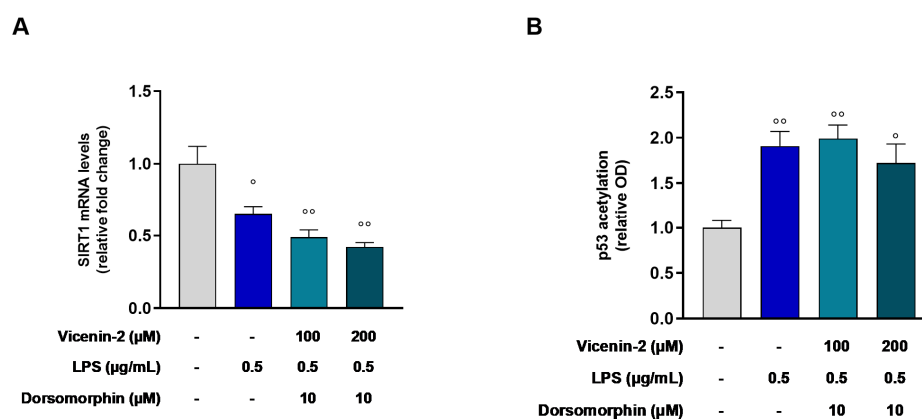 A
SIRT1 mRNA levels
(relative fold change)
1.5
1.0
0.5
0.0
°
°°
°°
Vicenin-2 (µM) - - 100 200
LPS (µg/mL) - 0.5 0.5 0.5
Dorsomorphin (µM) - - 10 10
B
p53 acetylation
(relative OD)
2.5
2.0
1.5
1.0
0.5
0.0
°°
°°
°
Vicenin-2 (µM) - - 100 200
LPS (µg/mL) - 0.5 0.5 0.5
Dorsomorphin (µM) - - 10 10